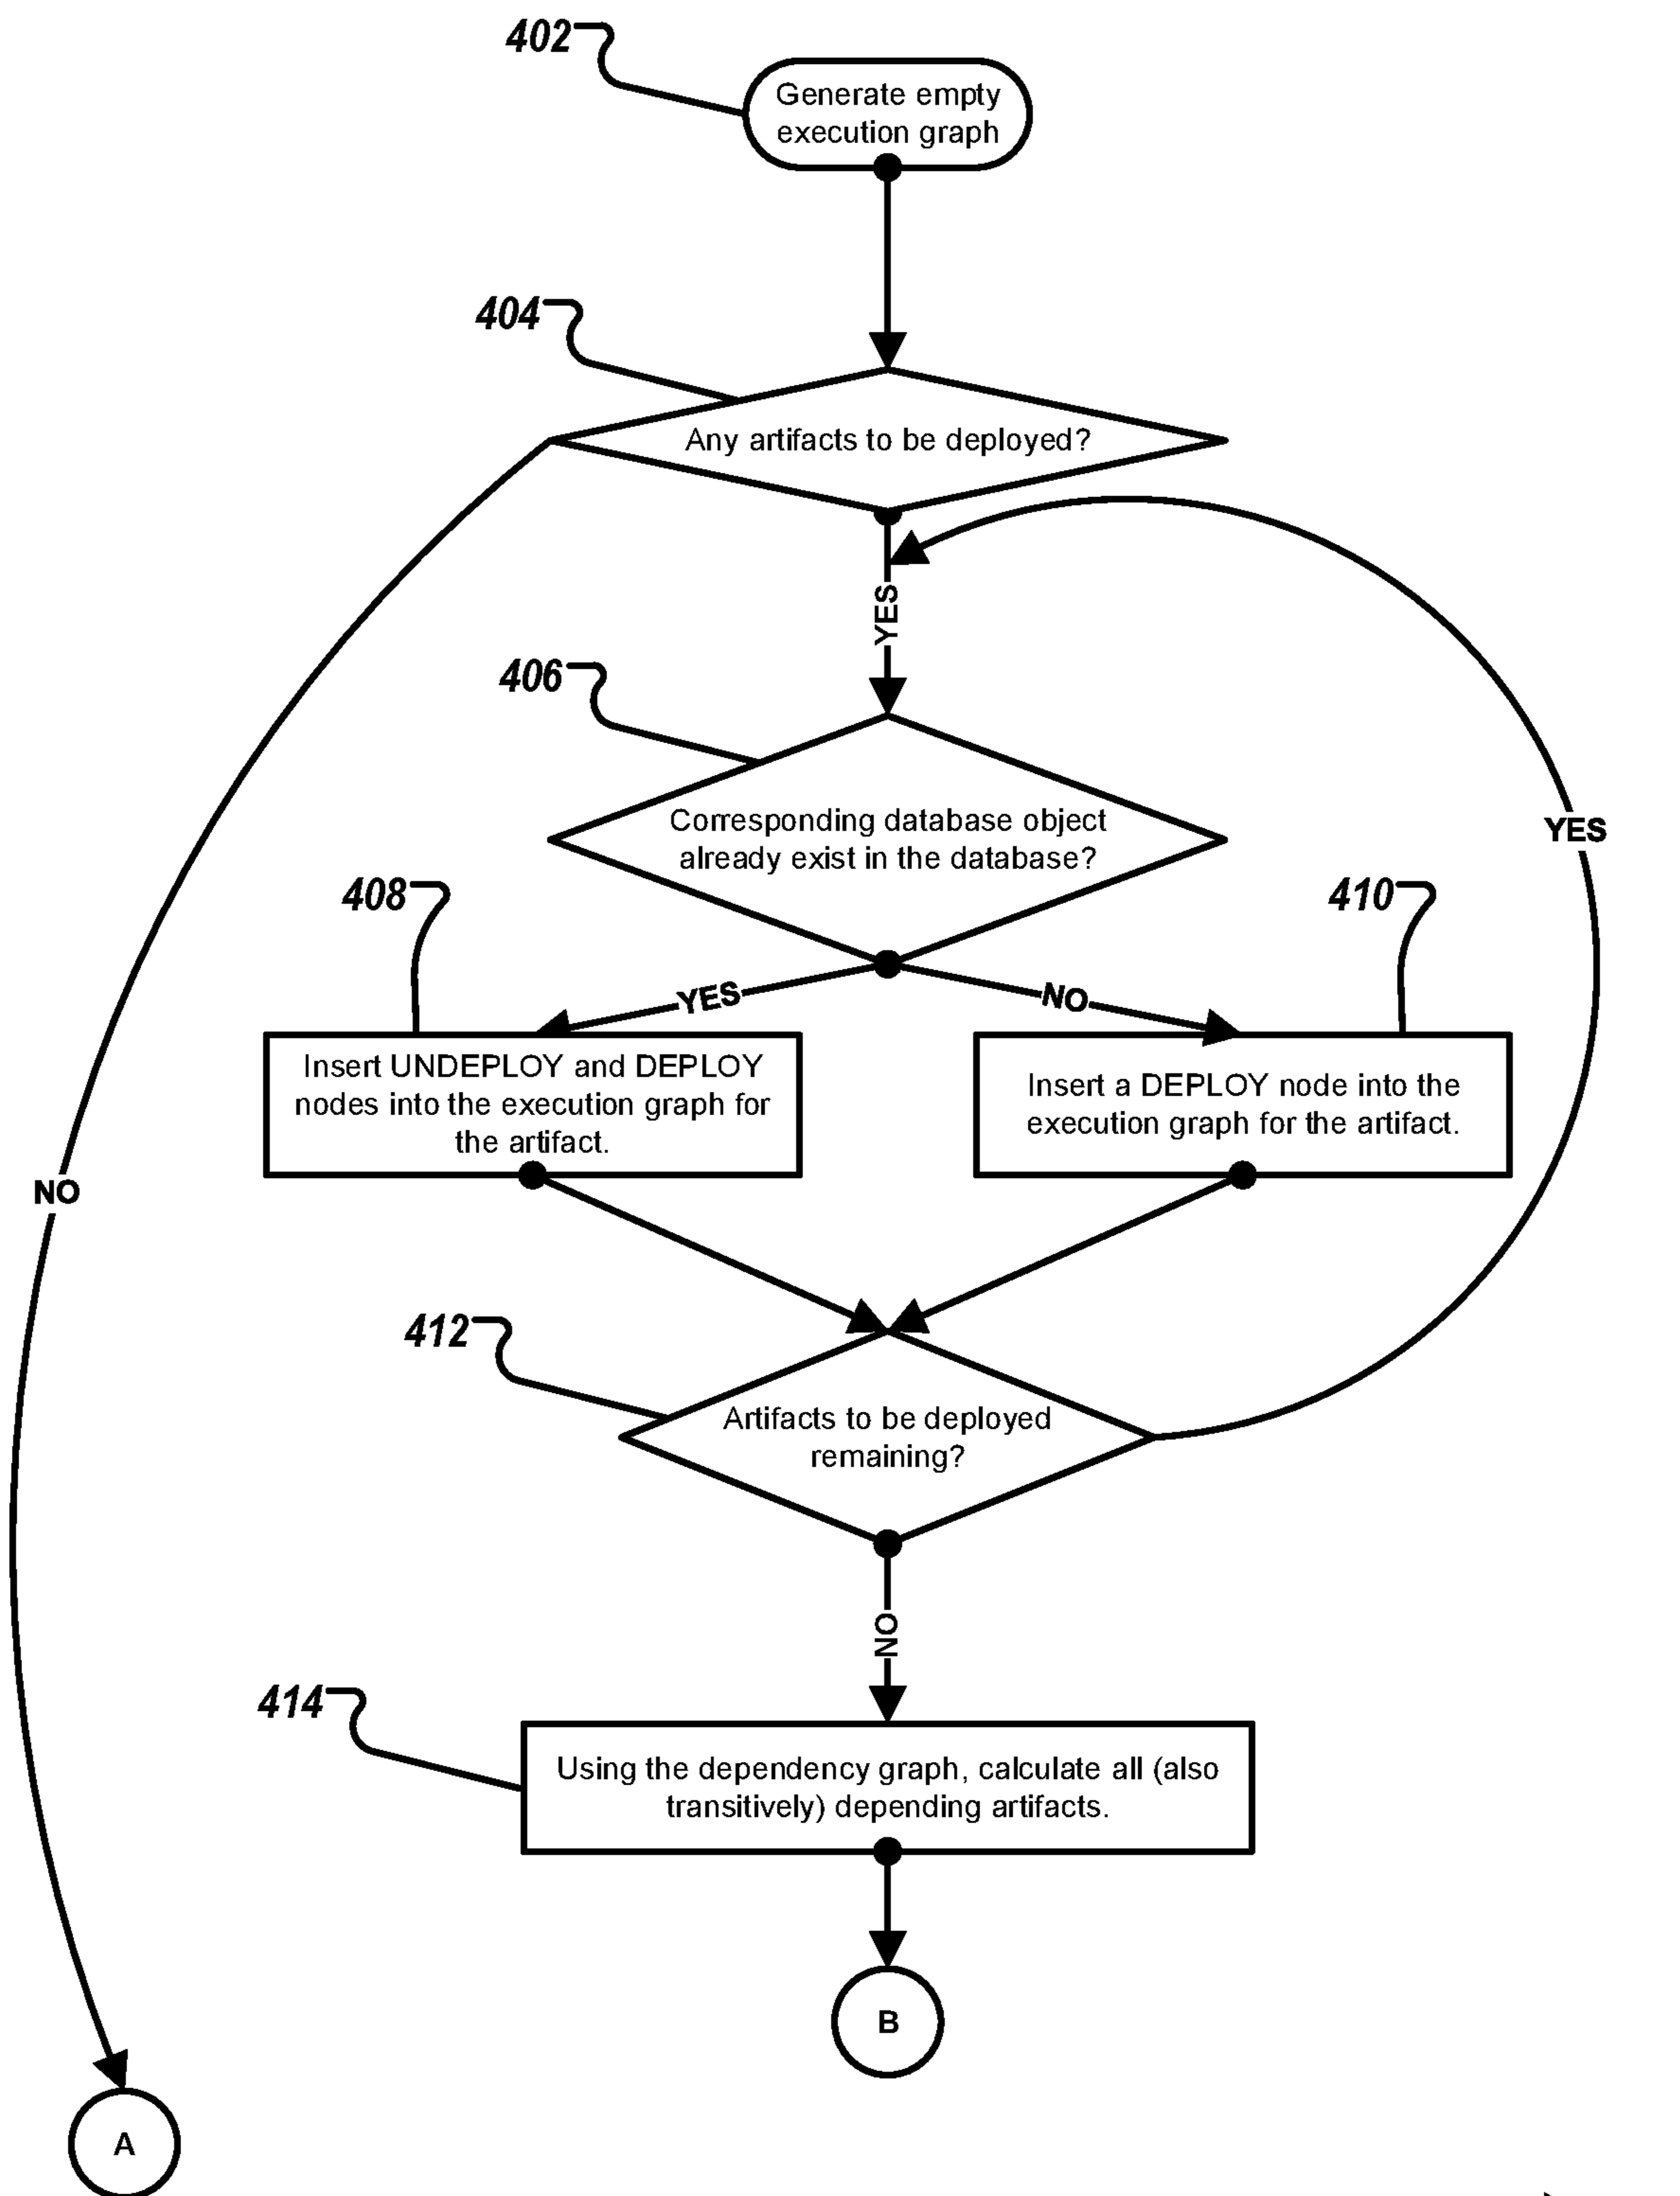 402
Generate empty
execution graph
404
Any artifacts to be deployed?
YES
406
Corresponding database object
already exist in the database?
YES
408
410
YES
NO
Insert UNDEPLOY and DEPLOY
nodes into the execution graph for
the artifact.
Insert a DEPLOY node into the
execution graph for the artifact.
NO
412
Artifacts to be deployed
remaining?
NO
414
Using the dependency graph, calculate all (also
transitively) depending artifacts.
B
A